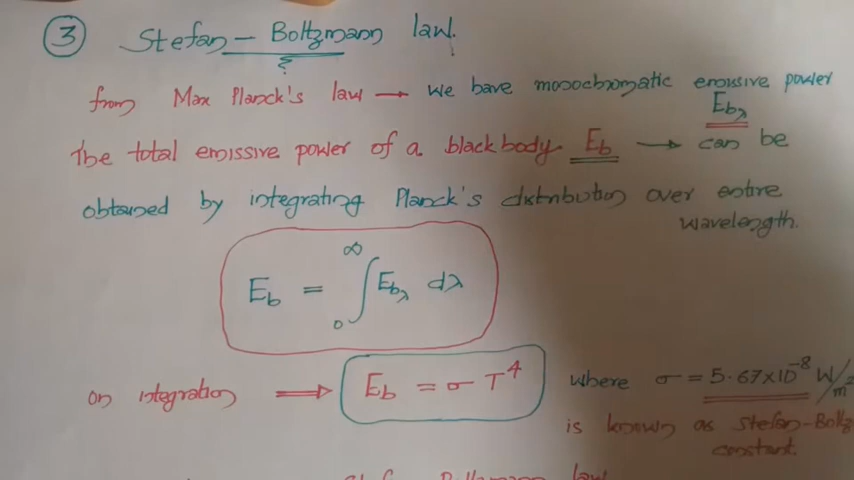 3 Stefan - Boltzmann law.
from Max Planck's law → we have monochromatic emissive power Ebλ
The total emissive power of a blackbody Eb → can be
obtained by integrating Planck's distribution over entire wavelength.
Eb = ∫₀^∞ Ebλ dλ
on integration ⟹ Eb = σ T⁴ where σ = 5.67×10⁻⁸ W/m²
is known as Stefan-Boltz
constant.
law